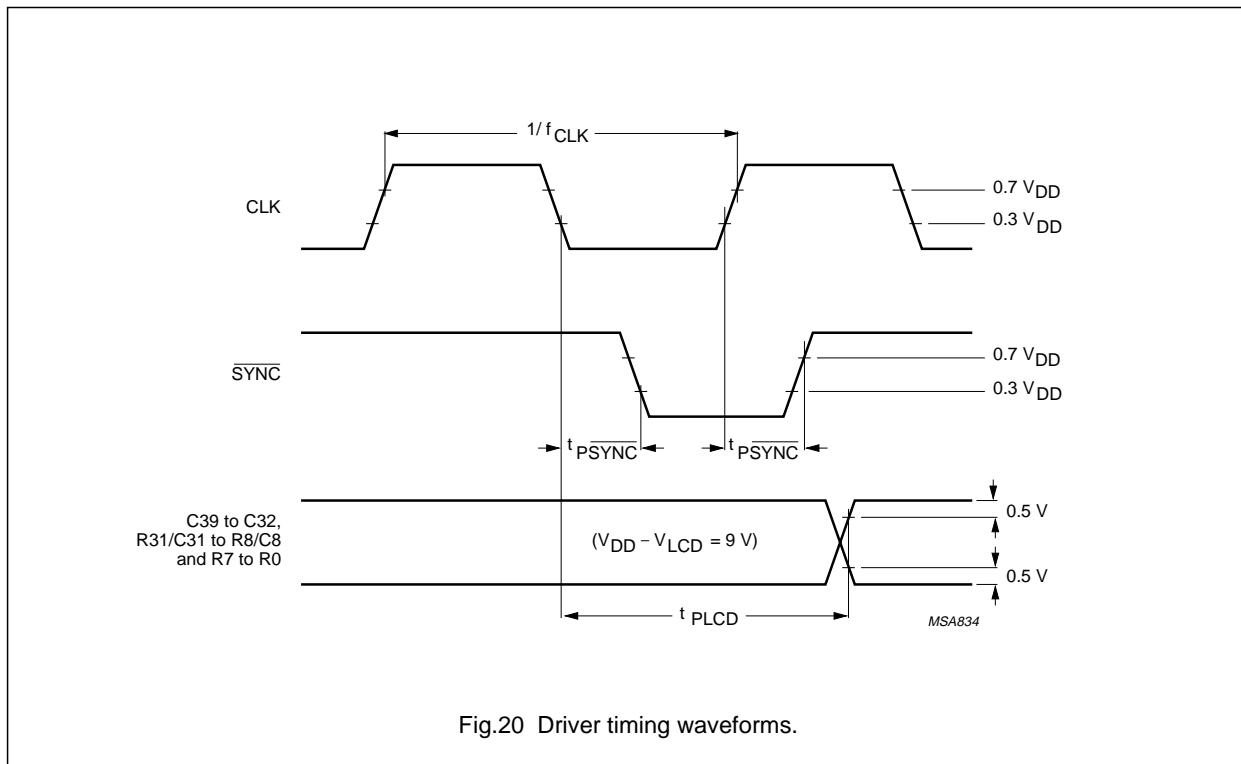 1/ f CLK
CLK
0.7 VDD
0.3 VDD
SYNC
0.7 VDD
0.3 VDD
t PSYNC
t PSYNC
C39 to C32,
R31/C31 to R8/C8
and R7 to R0
(VDD − VLCD = 9 V)
0.5 V
0.5 V
t PLCD
MSA834
Fig.20 Driver timing waveforms.